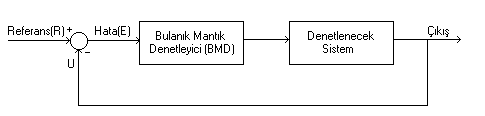 Referans(R)
+
Hata(E)
Bulanık Mantık
Denetleyici (BMD)
Denetlenecek
Sistem
Çıkış
−
U